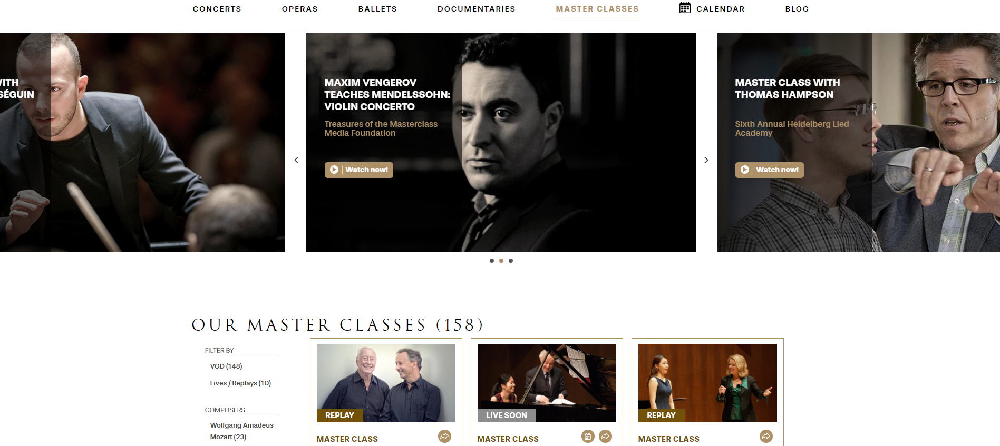 CONCERTS
OPERAS
BALLETS
DOCUMENTARIES
MASTER CLASSES
CALENDAR
BLOG
SÉGUIN
MAXIM VENGEROV
TEACHES MENDELSSOHN:
VIOLIN CONCERTO
Treasures of the Masterclass
Media Foundation
Watch now!
MASTER CLASS WITH
THOMAS HAMPSON
Sixth Annual Heidelberg Lied
Academy
Watch now!
OUR MASTER CLASSES (158)
FILTER BY
VOD (148)
Lives / Replays (10)
COMPOSERS
Wolfgang Amadeus
Mozart (23)
REPLAY
MASTER CLASS
LIVE SOON
31
MASTER CLASS
REPLAY
MASTER CLASS